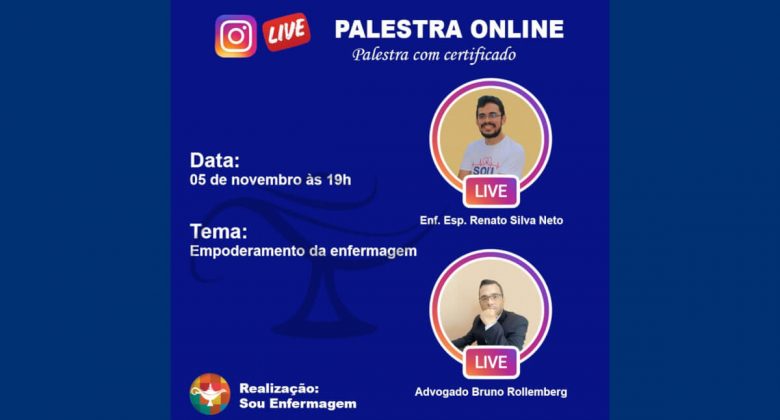 LIVE
PALESTRA ONLINE
Palestra com certificado
Data:
05 de novembro às 19h
Tema:
Empoderamento da enfermagem
SOU
LIVE
Enf. Esp. Renato Silva Neto
LIVE
Advogado Bruno Rollemberg
Realização:
Sou Enfermagem